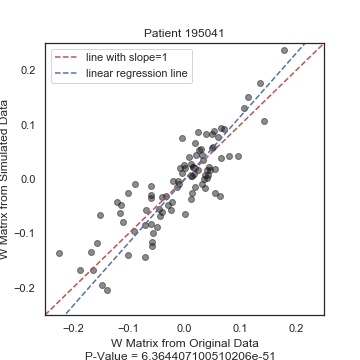 Patient 195041
line with slope=1
linear regression line
W Matrix from Simulated Data
0.2
0.1
0.0
−0.1
−0.2
−0.2
−0.1
0.0
0.1
0.2
W Matrix from Original Data
P-Value = 6.364407100510206e-51